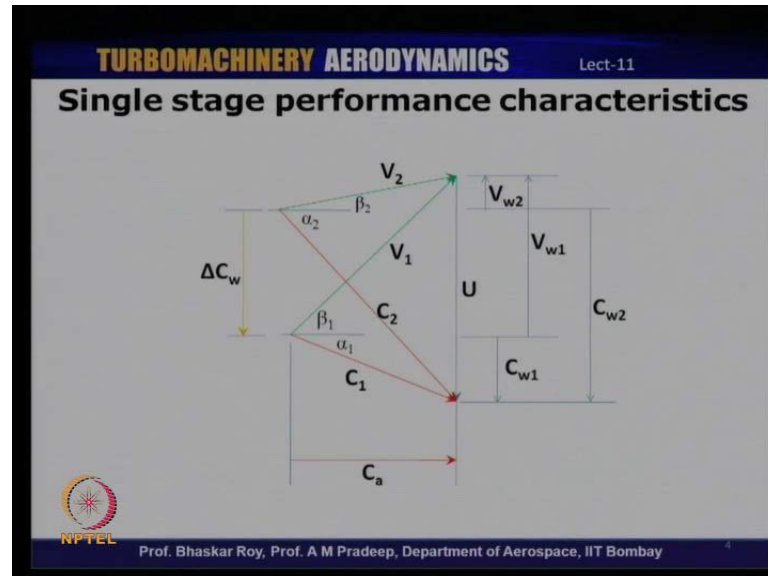 TURBOMACHINERY AERODYNAMICS Lect-11
Single stage performance characteristics
V2
β2
α2
Vw2
ΔCw
V1
Vw1
U
C2
Cw2
β1
α1
Cw1
C1
Ca
NPTEL
Prof. Bhaskar Roy, Prof. A M Pradeep, Department of Aerospace, IIT Bombay
4